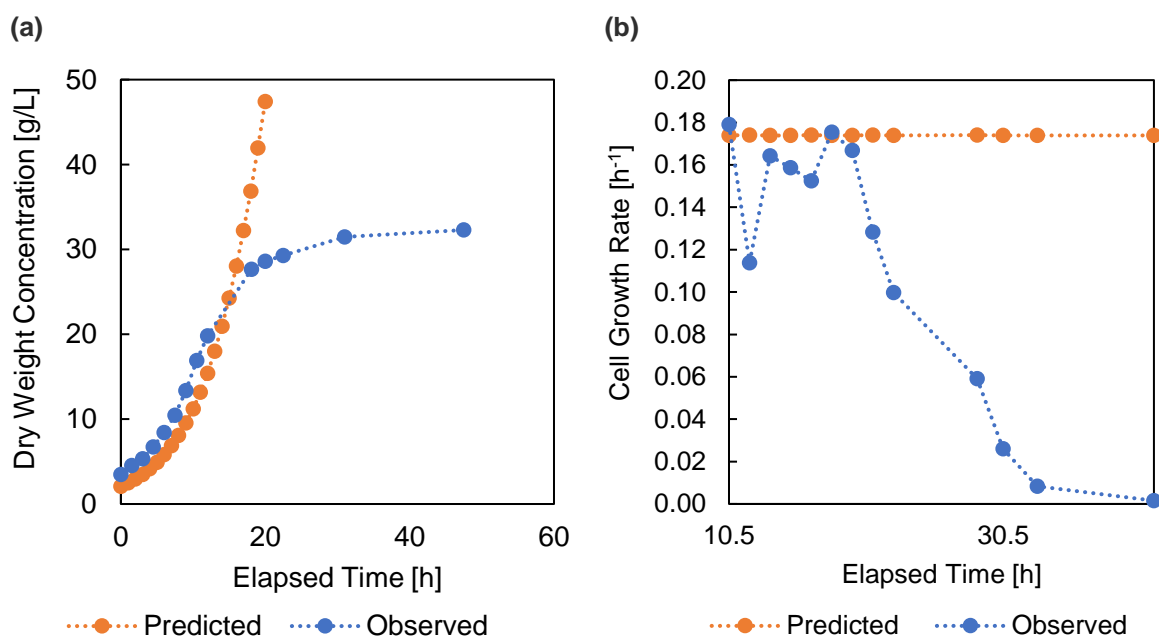 (a)
Dry Weight Concentration [g/L]
50
40
30
20
10
0
0 20 40 60
Elapsed Time [h]
Predicted Observed
(b)
Cell Growth Rate [h⁻¹]
0.20
0.18
0.16
0.14
0.12
0.10
0.08
0.06
0.04
0.02
0.00
10.5 30.5
Elapsed Time [h]
Predicted Observed